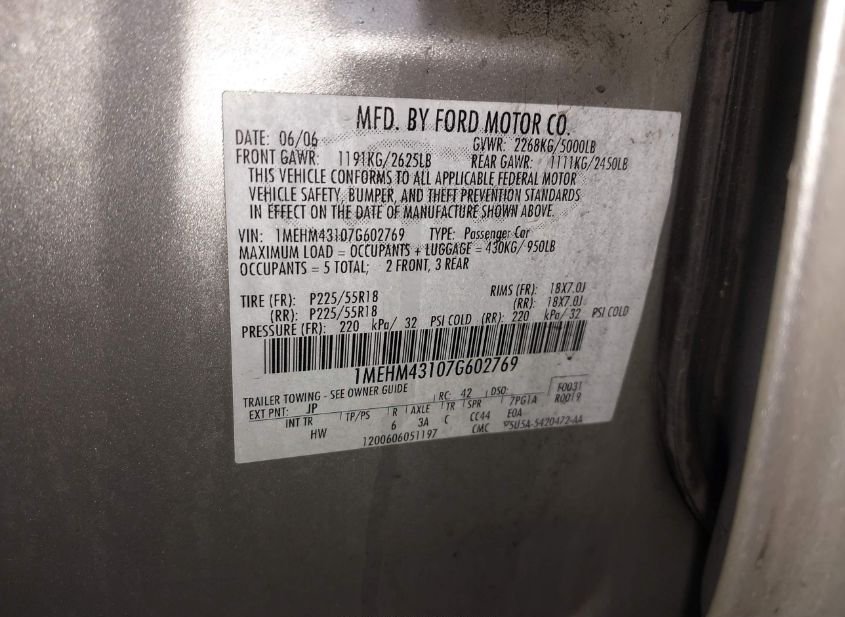 MFD. BY FORD MOTOR CO.
DATE: 06/06 GVWR: 2268KG/5000LB
FRONT GAWR: 1191KG/2625LB REAR GAWR: 1111KG/2450LB
THIS VEHICLE CONFORMS TO ALL APPLICABLE FEDERAL MOTOR
VEHICLE SAFETY, BUMPER, AND THEFT PREVENTION STANDARDS
IN EFFECT ON THE DATE OF MANUFACTURE SHOWN ABOVE.
VIN: 1MEHM43107G602769 TYPE: Passenger Car
MAXIMUM LOAD = OCCUPANTS + LUGGAGE = 430KG/ 950LB
OCCUPANTS = 5 TOTAL; 2 FRONT, 3 REAR
TIRE (FR): P225/55R18 RIMS (FR): 18X7.0J
(RR): P225/55R18 (RR): 18X7.0J
PRESSURE (FR): 220 kPa/ 32 PSI COLD (RR): 220 kPa/ 32 PSI COLD
1MEHM43107G602769
TRAILER TOWING - SEE OWNER GUIDE
EXT PNT: JP RC: 42 DSO: F0031
INT TR TP/PS R AXLE TR SPR 7PG1A R0019
HW 6 3A C CC44 EOA
1200606051197 CMC 5U5A-5420472-AA